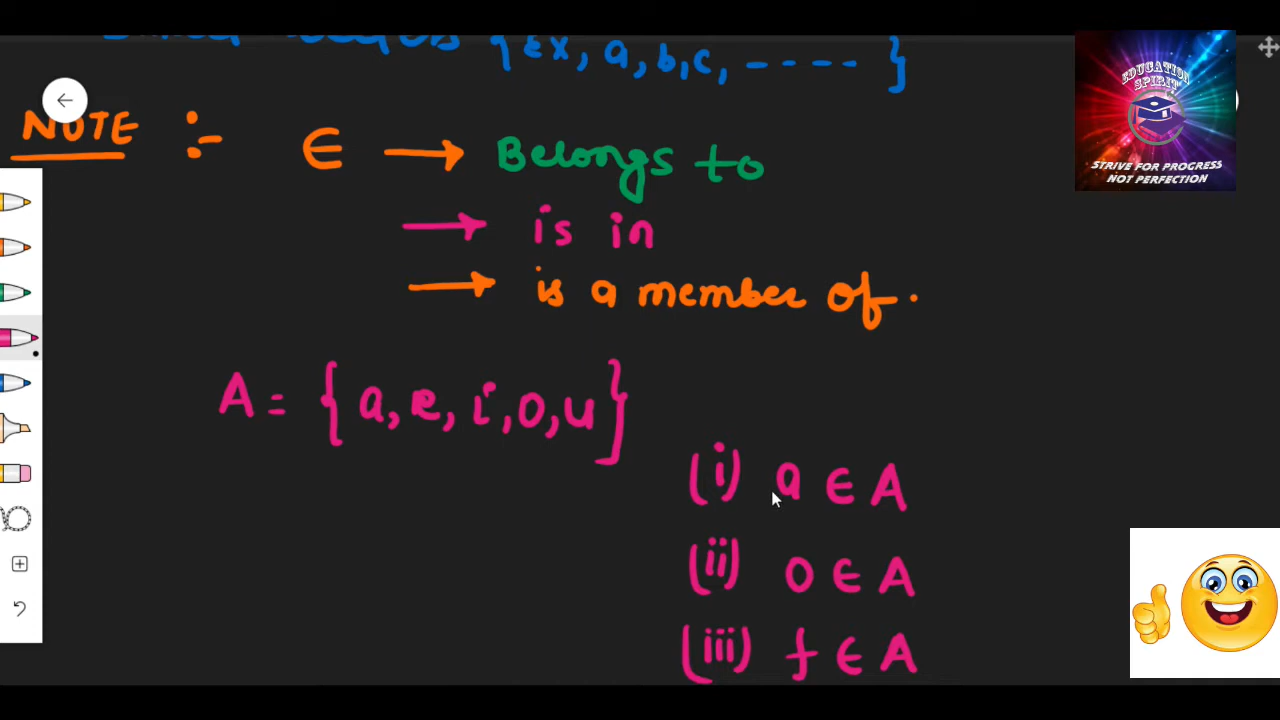 {ex, a, b, c, ---- }
NOTE :- ∈ → Belongs to
→ is in
→ is a member of.
A = {a, e, i, o, u}
(i) a ∈ A
(ii) o ∈ A
(iii) f ∈ A
EDUCATION
SPIRIT
STRIVE FOR PROGRESS
NOT PERFECTION